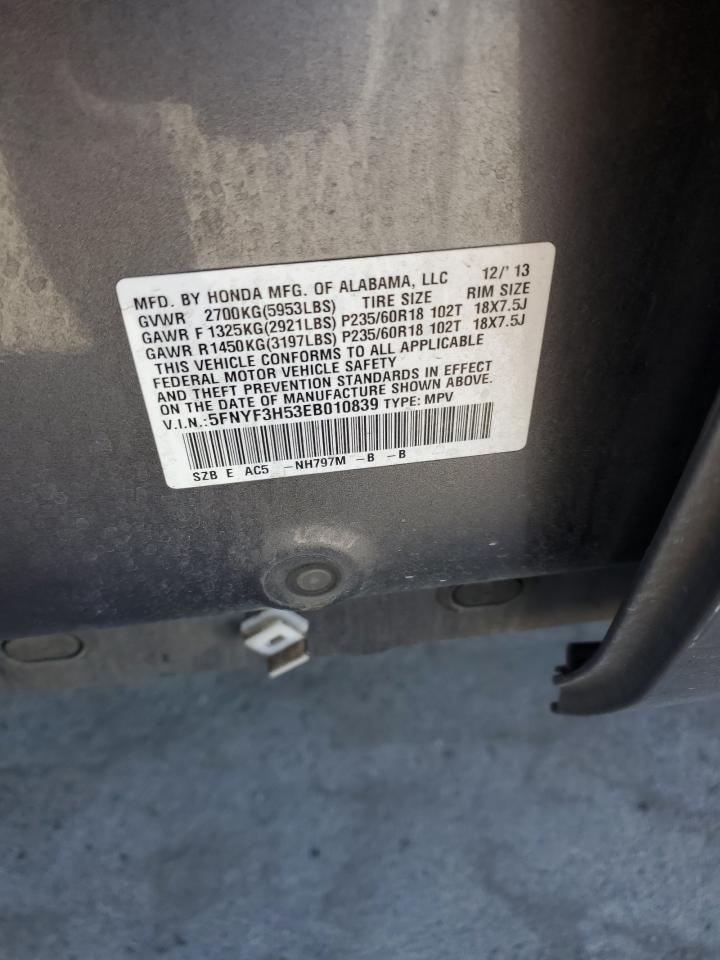 MFD. BY HONDA MFG. OF ALABAMA, LLC 12/'13
GVWR 2700KG(5953LBS) TIRE SIZE RIM SIZE
GAWR F 1325KG(2921LBS) P235/60R18 102T 18X7.5J
GAWR R 1450KG(3197LBS) P235/60R18 102T 18X7.5J
THIS VEHICLE CONFORMS TO ALL APPLICABLE
FEDERAL MOTOR VEHICLE SAFETY
AND THEFT PREVENTION STANDARDS IN EFFECT
ON THE DATE OF MANUFACTURE SHOWN ABOVE.
V.I.N.:5FNYF3H53EB010839 TYPE: MPV
SZB E AC5 -NH797M -B -B